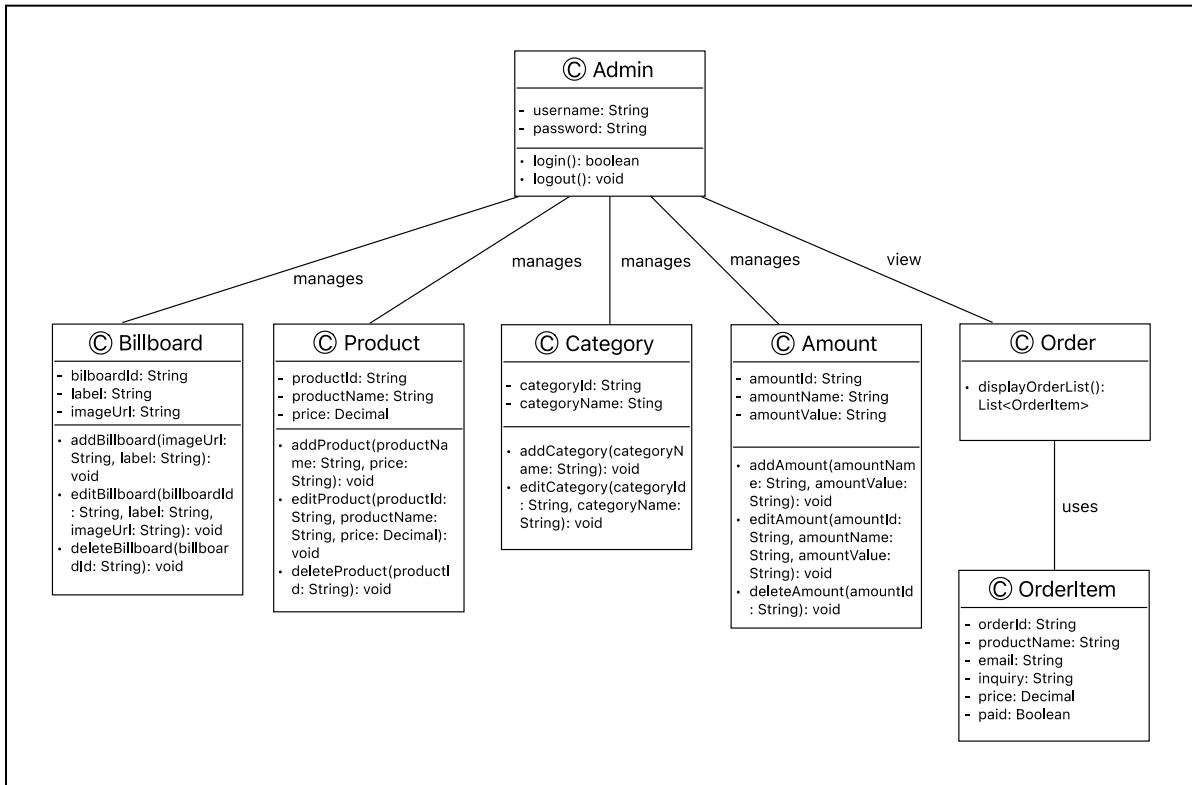 Ⓒ Admin
- username: String
- password: String
• login(): boolean
• logout(): void
manages
manages
manages
manages
view
Ⓒ Billboard
- bilboardId: String
- label: String
- imageUrl: String
• addBillboard(imageUrl:
String, label: String):
void
• editBillboard(billboardId
: String, label: String,
imageUrl: String): void
• deleteBillboard(billboa
rdId: String): void
Ⓒ Product
- productId: String
- productName: String
- price: Decimal
• addProduct(productNa
me: String, price:
String): void
• editProduct(productId:
String, productName:
String, price: Decimal):
void
• deleteProduct(productI
d: String): void
Ⓒ Category
- categoryId: String
- categoryName: Sting
• addCategory(categoryN
ame: String): void
• editCategory(categoryId
: String, categoryName:
String): void
Ⓒ Amount
- amountId: String
- amountName: String
- amountValue: String
• addAmount(amountNam
e: String, amountValue:
String): void
• editAmount(amountId:
String, amountName:
String, amountValue:
String): void
• deleteAmount(amountId
: String): void
Ⓒ Order
• displayOrderList():
List<OrderItem>
uses
Ⓒ OrderItem
- orderId: String
- productName: String
- email: String
- inquiry: String
- price: Decimal
- paid: Boolean